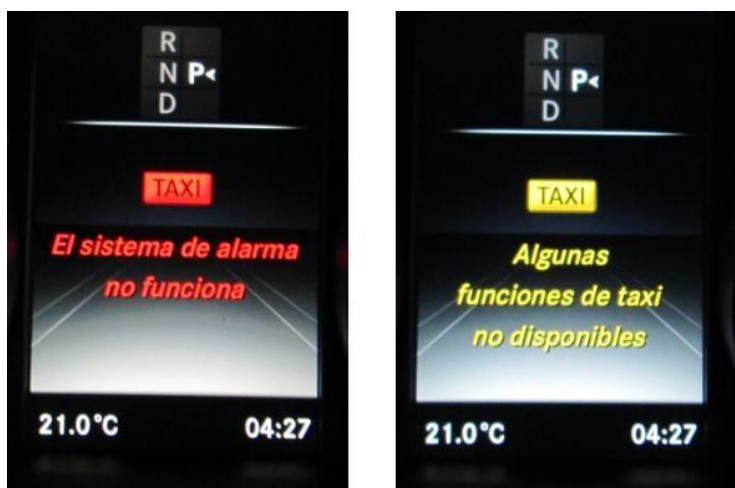 R
N P<
D
TAXI
El sistema de alarma
no funciona
21.0°C 04:27
R
N P<
D
TAXI
Algunas
funciones de taxi
no disponibles
21.0°C 04:27